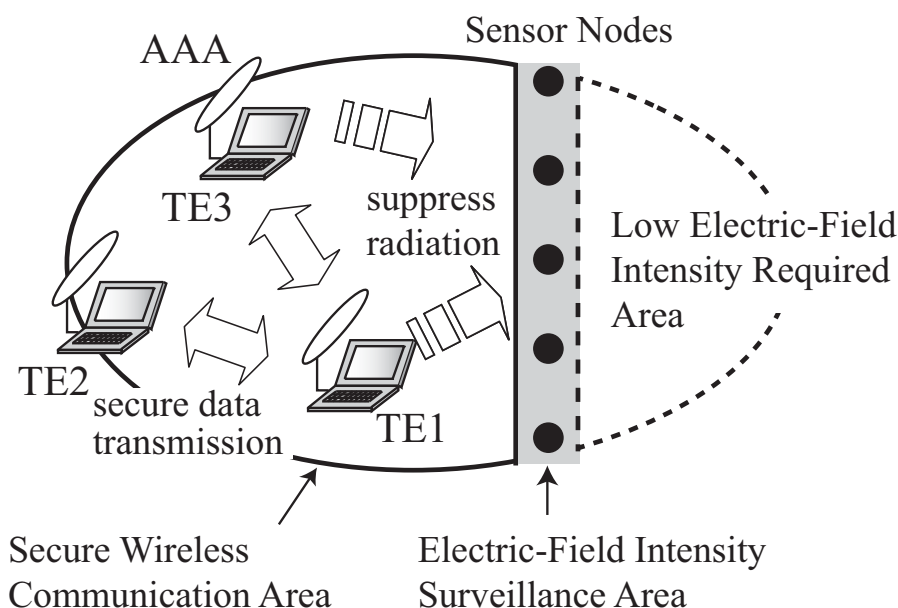 Sensor Nodes
AAA
TE3
suppress
radiation
Low Electric-Field
Intensity Required
Area
TE2
secure data
transmission
TE1
Secure Wireless
Communication Area
Electric-Field Intensity
Surveillance Area